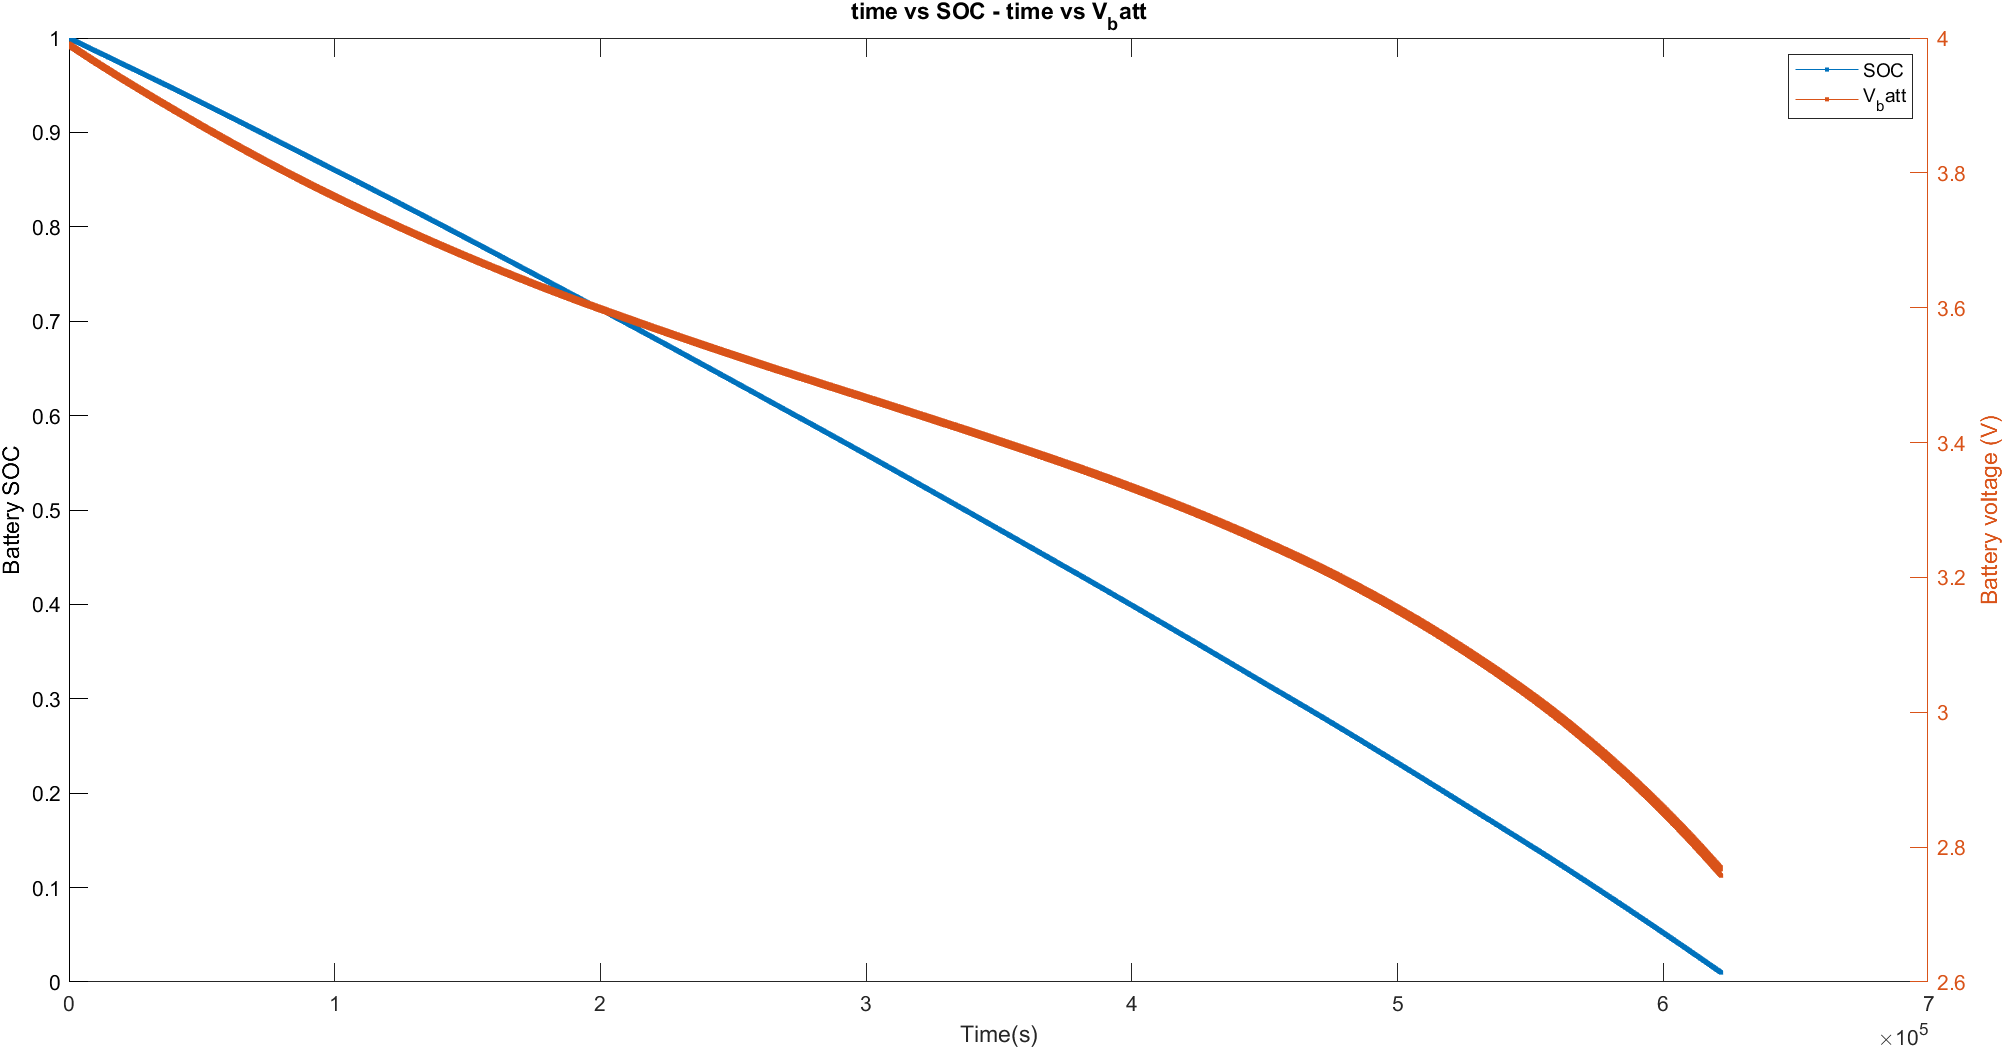 time vs SOC - time vs V_batt
SOC
V_batt
Battery SOC
1
0.9
0.8
0.7
0.6
0.5
0.4
0.3
0.2
0.1
0
4
3.8
3.6
3.4
3.2
3
2.8
2.6
Battery voltage (V)
0 1 2 3 4 5 6 7
×10^5
Time(s)